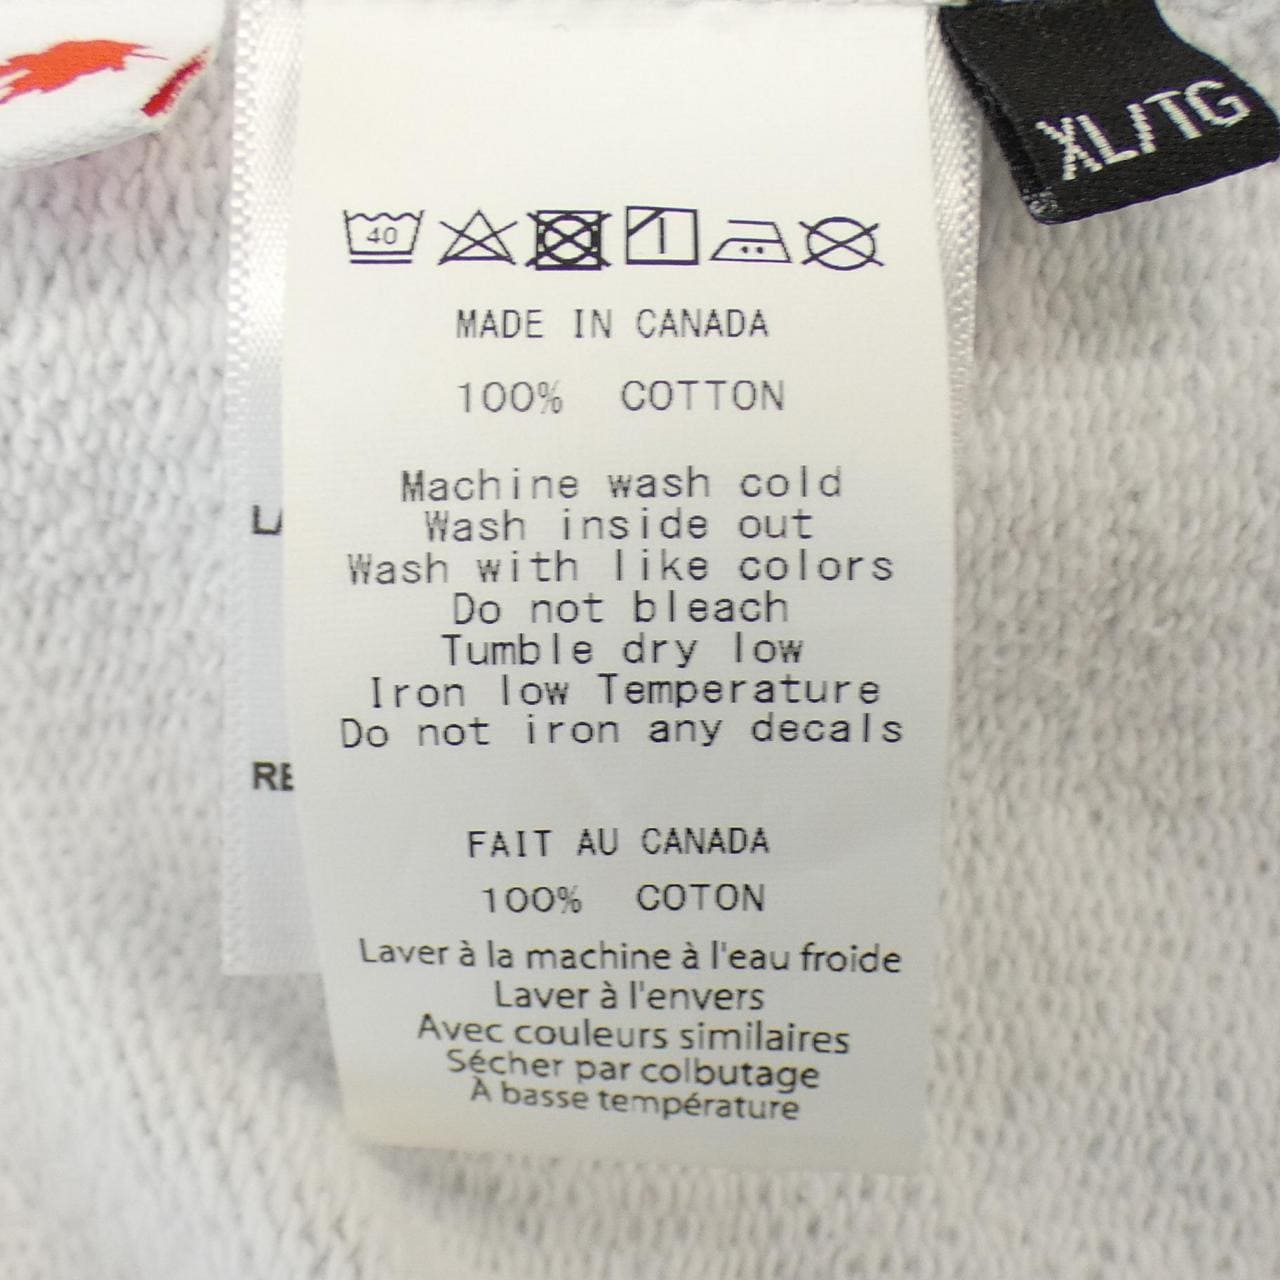 XL/TG
40
MADE IN CANADA
100% COTTON
Machine wash cold
Wash inside out
Wash with like colors
Do not bleach
Tumble dry low
Iron low Temperature
Do not iron any decals
FAIT AU CANADA
100% COTON
Laver à la machine à l'eau froide
Laver à l'envers
Avec couleurs similaires
Sécher par colbutage
À basse température